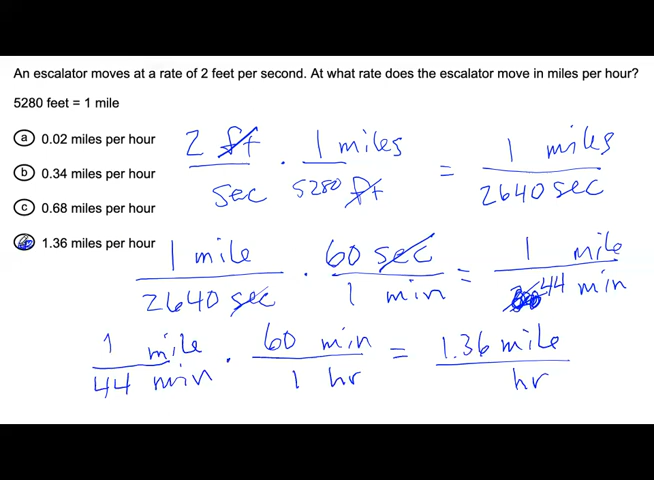 An escalator moves at a rate of 2 feet per second. At what rate does the escalator move in miles per hour?
5280 feet = 1 mile
a 0.02 miles per hour
b 0.34 miles per hour
c 0.68 miles per hour
1.36 miles per hour
2 ft / sec · 1 miles / 5280 ft = 1 miles / 2640 sec
1 mile / 2640 sec · 60 sec / 1 min = 1 mile / 44 min
1 mile / 44 min · 60 min / 1 hr = 1.36 mile / hr